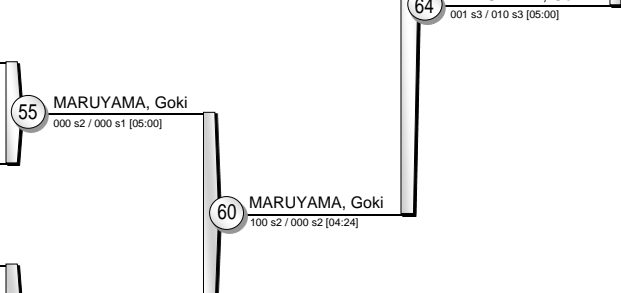 64
001 s3 / 010 s3 [05:00]
55
MARUYAMA, Goki
000 s2 / 000 s1 [05:00]
60
MARUYAMA, Goki
100 s2 / 000 s2 [04:24]